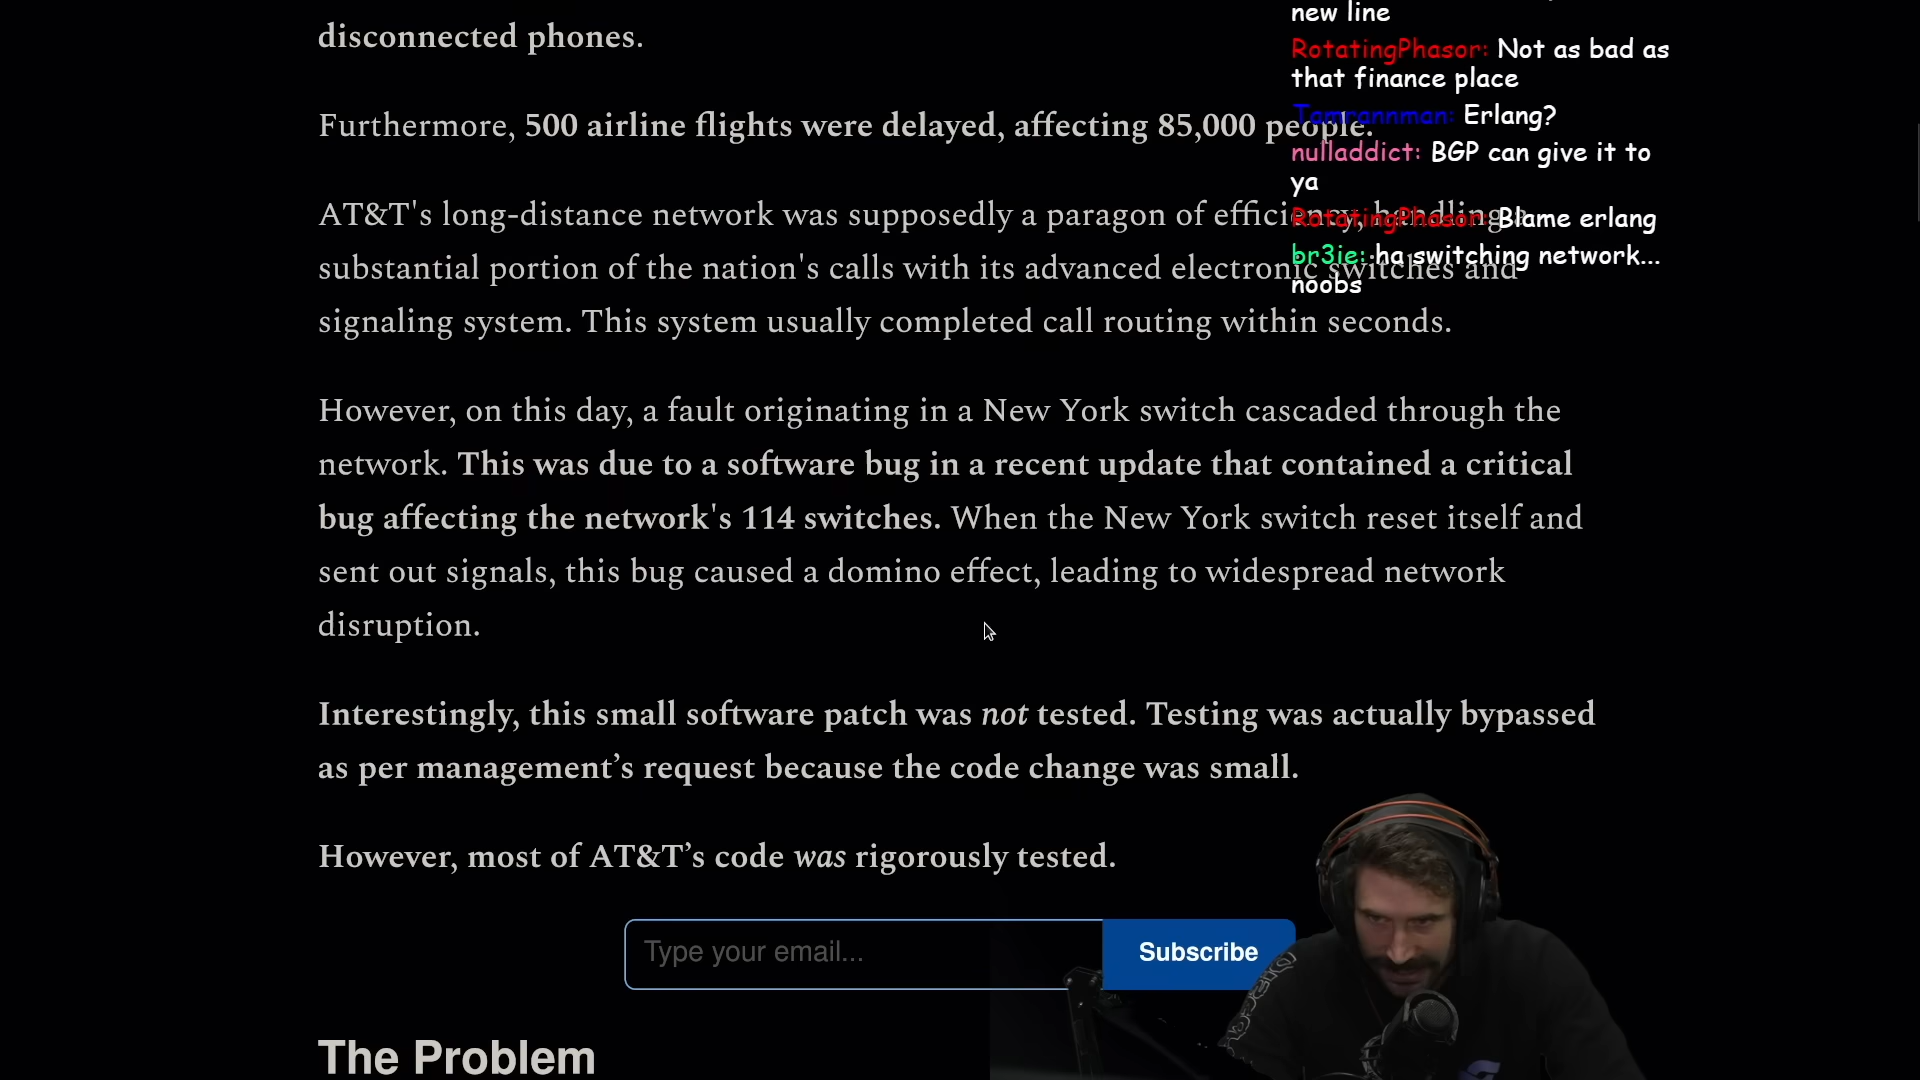 disconnected phones.
Furthermore, 500 airline flights were delayed, affecting 85,000 people.
AT&T's long-distance network was supposedly a paragon of efficiency, handling a
substantial portion of the nation's calls with its advanced electronic switches and
signaling system. This system usually completed call routing within seconds.
However, on this day, a fault originating in a New York switch cascaded through the
network. This was due to a software bug in a recent update that contained a critical
bug affecting the network's 114 switches. When the New York switch reset itself and
sent out signals, this bug caused a domino effect, leading to widespread network
disruption.
Interestingly, this small software patch was not tested. Testing was actually bypassed
as per management’s request because the code change was small.
However, most of AT&T’s code was rigorously tested.
Type your email...
Subscribe
The Problem
new line
RotatingPhasor: Not as bad as
that finance place
Tamrannman: Erlang?
nulladdict: BGP can give it to
ya
RotatingPhasor: Blame erlang
br3ie: ha switching network...
noobs